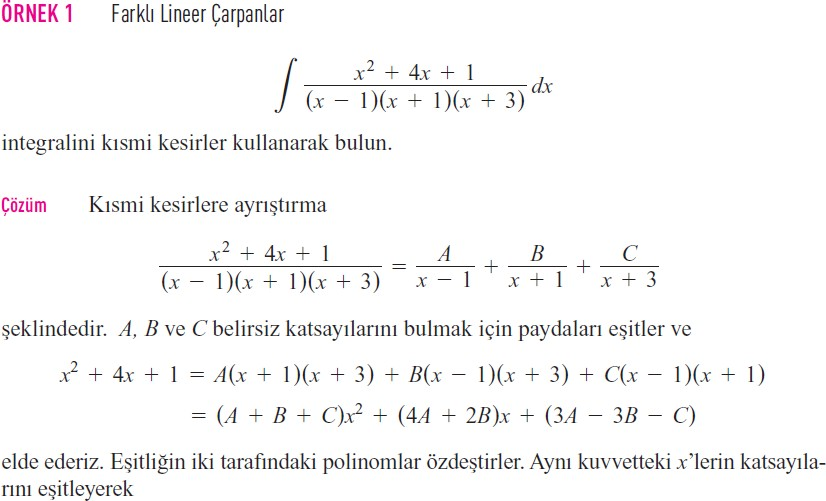 ÖRNEK 1 Farklı Lineer Çarpanlar
∫ (x² + 4x + 1)/((x − 1)(x + 1)(x + 3)) dx
integralini kısmi kesirler kullanarak bulun.
Çözüm Kısmi kesirlere ayrıştırma
(x² + 4x + 1)/((x − 1)(x + 1)(x + 3)) = A/(x − 1) + B/(x + 1) + C/(x + 3)
şeklindedir. A, B ve C belirsiz katsayılarını bulmak için paydaları eşitler ve
x² + 4x + 1 = A(x + 1)(x + 3) + B(x − 1)(x + 3) + C(x − 1)(x + 1)
= (A + B + C)x² + (4A + 2B)x + (3A − 3B − C)
elde ederiz. Eşitliğin iki tarafındaki polinomlar özdeştirler. Aynı kuvvetteki x’lerin katsayıla-
rını eşitleyerek